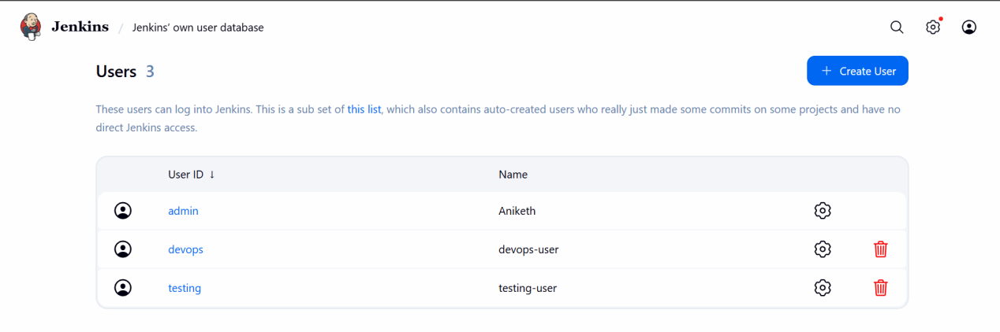 Jenkins / Jenkins' own user database
Users 3
+ Create User
These users can log into Jenkins. This is a sub set of this list, which also contains auto-created users who really just made some commits on some projects and have no
direct Jenkins access.
User ID ↓ Name
admin Aniketh
devops devops-user
testing testing-user